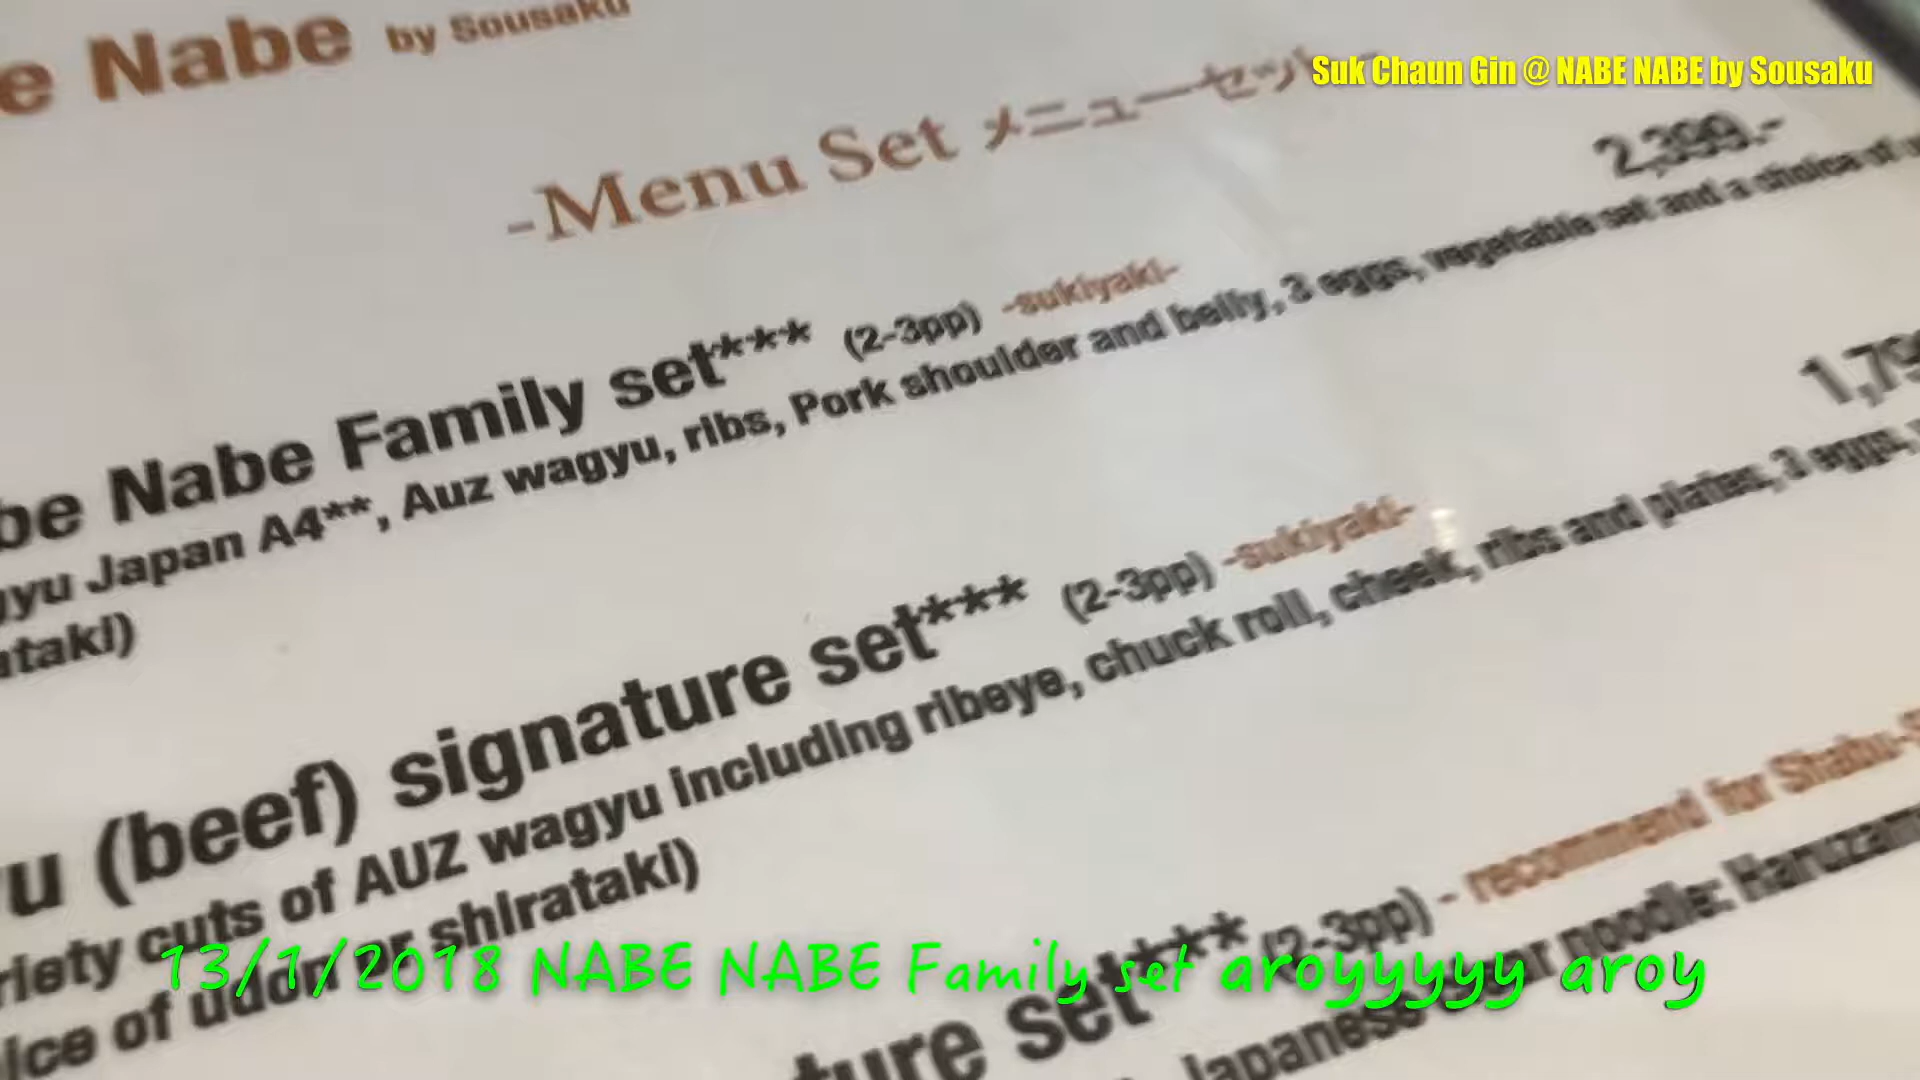 e Nabe by Sousaku
Suk Chaun Gin @ NABE NABE by Sousaku
-Menu Set メニューセット-
2,399.-
be Nabe Family set*** (2-3pp) -sukiyaki-
gyu Japan A4**, Auz wagyu, ribs, Pork shoulder and belly, 3 eggs, vegetable set and a choice of
ataki)
1,79
u (beef) signature set*** (2-3pp) -sukiyaki-
riety cuts of AUZ wagyu including ribeye, chuck roll, cheek, ribs and plates, 3 eggs,
ice of udon or shirataki)
ture set*** (2-3pp) - recommend for Shabu-S
Japanese noodle: Haruzam
13/1/2018 NABE NABE Family set aroyyyyy aroy